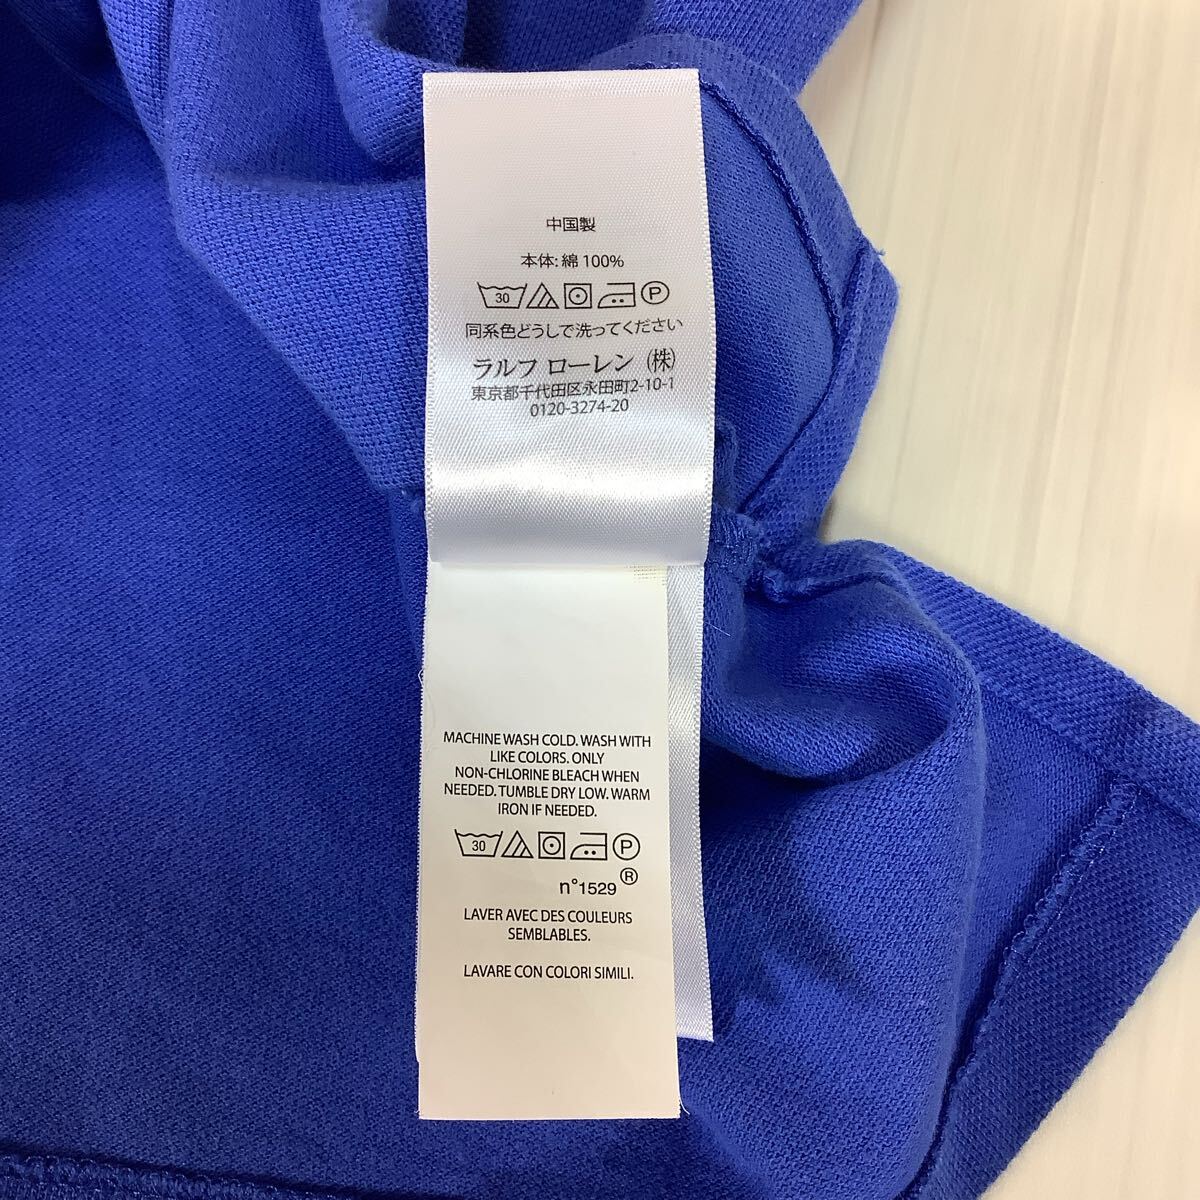 中国製
本体: 綿 100%
30 P
同系色どうしで洗ってください
ラルフ ローレン (株)
東京都千代田区永田町2-10-1
0120-3274-20
MACHINE WASH COLD. WASH WITH
LIKE COLORS. ONLY
NON-CHLORINE BLEACH WHEN
NEEDED. TUMBLE DRY LOW. WARM
IRON IF NEEDED.
30 P
n°1529 ®
LAVER AVEC DES COULEURS
SEMBLABLES.
LAVARE CON COLORI SIMILI.